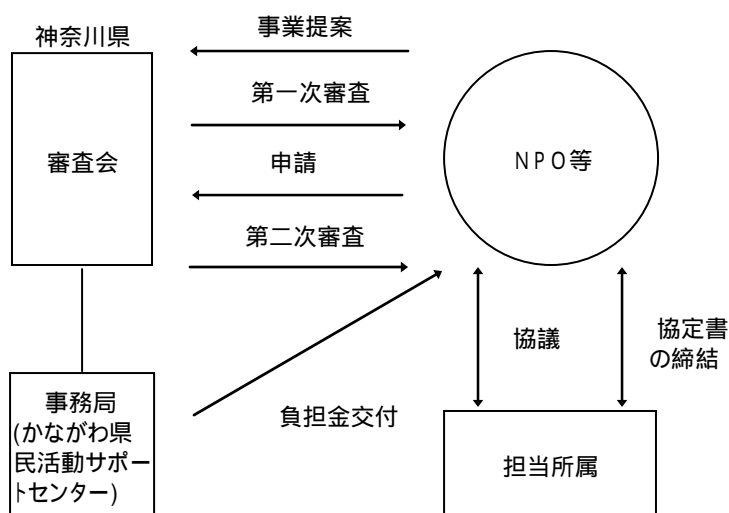 神奈川県
事業提案
第一次審査
審査会
申請
NPO等
第二次審査
協議
協定書
の締結
事務局
(かながわ県
民活動サポー
トセンター)
負担金交付
担当所属